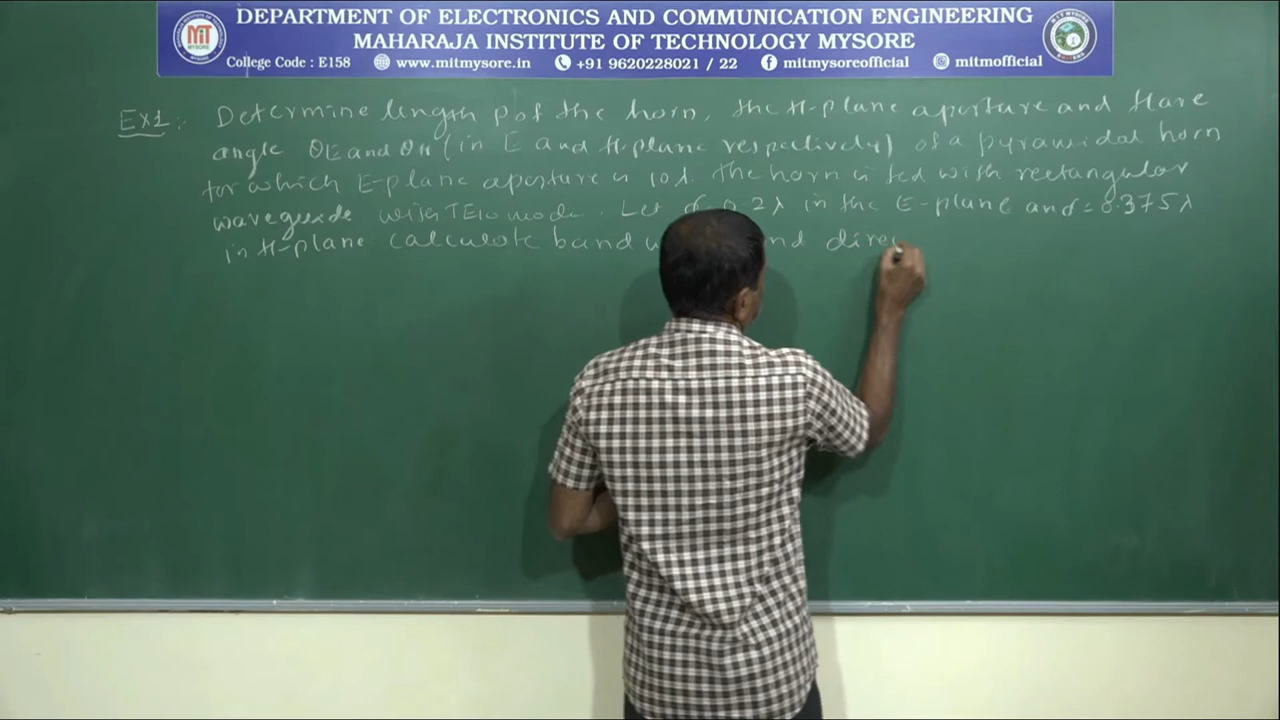 DEPARTMENT OF ELECTRONICS AND COMMUNICATION ENGINEERING
MAHARAJA INSTITUTE OF TECHNOLOGY MYSORE
College Code : E158 www.mitmysore.in +91 9620228021 / 22 mitmysoreofficial mitmofficial
MIT
MYSORE
Ex1:- Determine length ρ of the horn, the H-plane aperture and flare
angle θE and θH (in E and H-plane respectively) of a pyramidal horn
for which E-plane aperture is 10λ. The horn is fed with rectangular
waveguide with TE10 mode. Let 0.2λ in the E-plane and δ = 0.375λ
in H-plane calculate band and direc